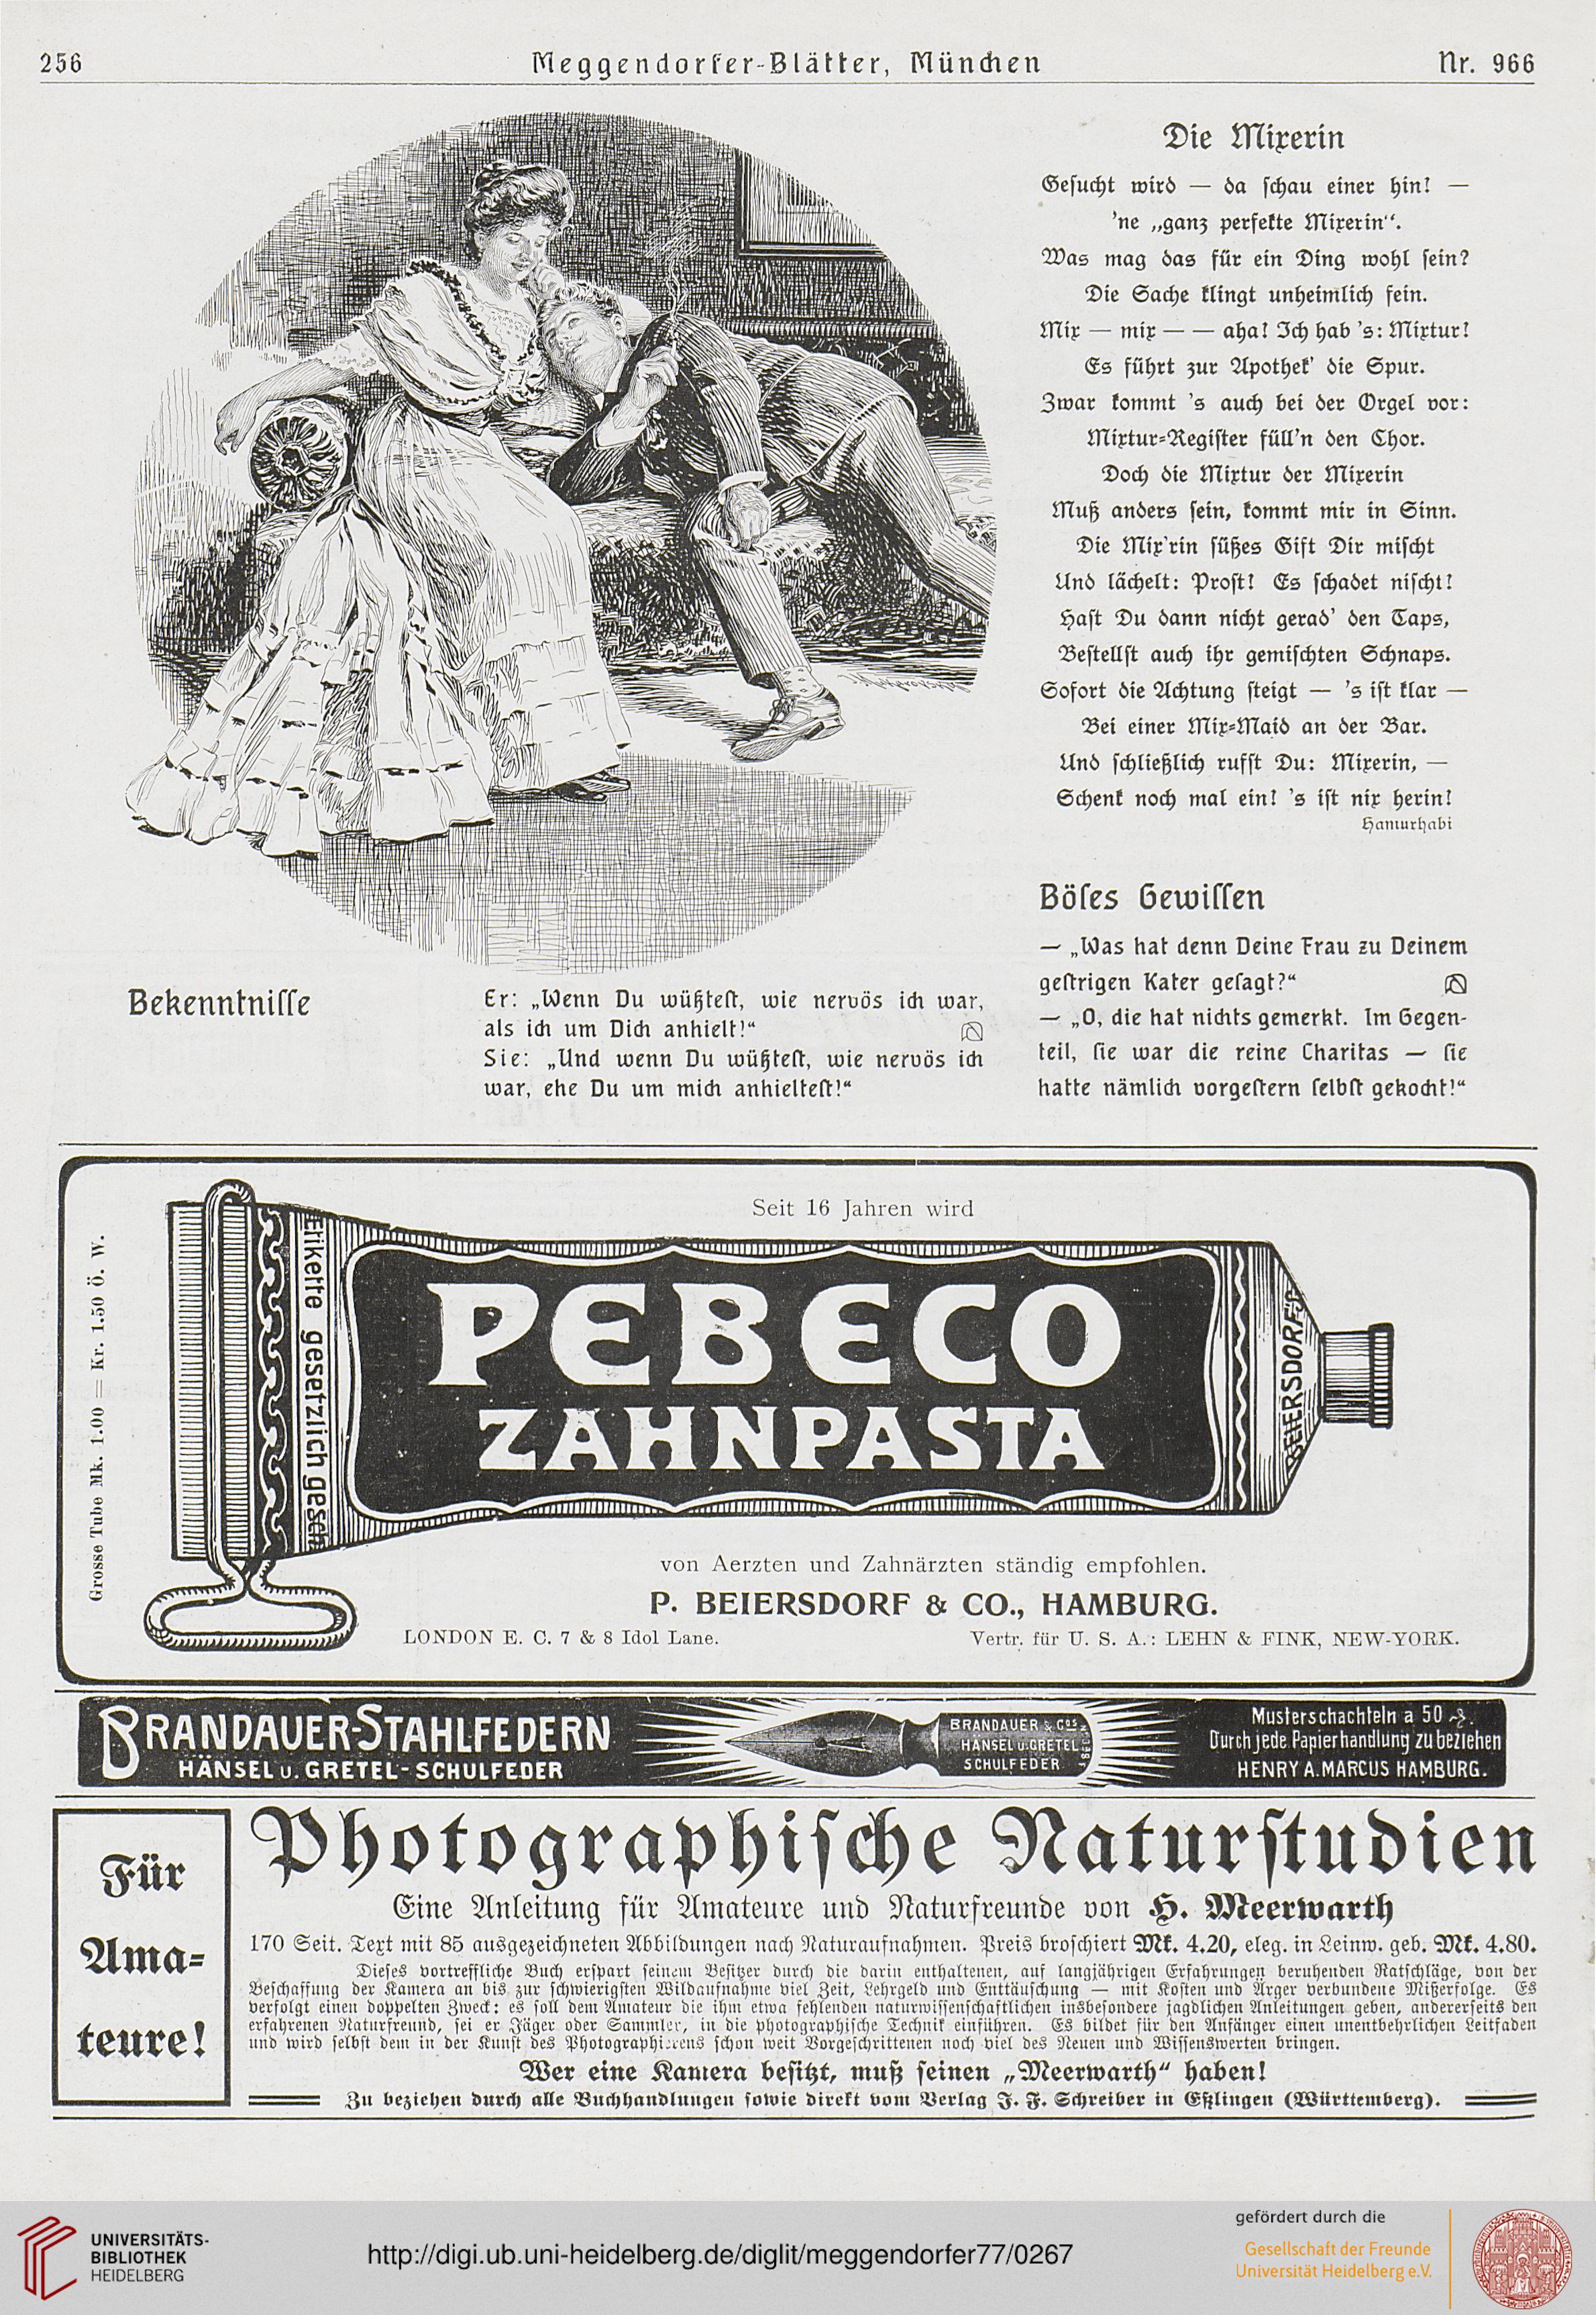 256
Meggendorfer-Blätter, München
Nr. 966
Die Mixerin
Gesucht wird — da schau einer hin! —
'ne „ganz perfekte Mixerin“.
Was mag das für ein Ding wohl sein?
Die Sache klingt unheimlich fein.
Mix — mix — — aha! Ich hab 's: Mixtur!
Es führt zur Apothek' die Spur.
Zwar kommt 's auch bei der Orgel vor:
Mixtur-Register füll'n den Chor.
Doch die Mixtur der Mixerin
Muß anders sein, kommt mir in Sinn.
Die Mix'rin süßes Gift Dir mischt
Und lächelt: Prost! Es schadet nischt!
Hast Du dann nicht gerad' den Taps,
Bestellst auch ihr gemischten Schnaps.
Sofort die Achtung steigt — 's ist klar —
Bei einer Mix-Maid an der Bar.
Und schließlich rufst Du: Mixerin, —
Schenk noch mal ein! 's ist nix herin!
Hamurhabi
Bekenntnisse
Er: „Wenn Du wüßtest, wie nervös ich war,
als ich um Dich anhielt!“
Sie: „Und wenn Du wüßtest, wie nervös ich
war, ehe Du um mich anhieltest!“
Böses Gewissen
— „Was hat denn Deine Frau zu Deinem
gestrigen Kater gesagt?“
— „O, die hat nichts gemerkt. Im Gegen-
teil, sie war die reine Charitas — sie
hatte nämlich vorgestern selbst gekocht!“
Seit 16 Jahren wird
Grosse Tube Mk. 1.00 = Kr. 1.50 Ö. W.
Etikette gesetzlich gesch
PEBECO
ZAHNPASTA
BEIERSDORF
von Aerzten und Zahnärzten ständig empfohlen.
P. BEIERSDORF & CO., HAMBURG.
LONDON E. C. 7 & 8 Idol Lane.
Vertr. für U. S. A.: LEHN & FINK, NEW-YORK.
BRANDAUER-STAHLFEDERN
HÄNSEL u. GRETEL-SCHULFEDER
BRANDAUER & Cos
HÄNSEL u. GRETEL
SCHULFEDER
Musterschachteln a 50 ₰.
Durch jede Papierhandlung zu beziehen
HENRY A. MARCUS HAMBURG.
Für
Ama-
teure!
Photographische Naturstudien
Eine Anleitung für Amateure und Naturfreunde von H. Meerwarth
170 Seit. Text mit 85 ausgezeichneten Abbildungen nach Naturaufnahmen. Preis broschiert Mk. 4.20, eleg. in Leinw. geb. Mk. 4.80.
Dieses vortreffliche Buch erspart seinem Besitzer durch die darin enthaltenen, auf langjährigen Erfahrungen beruhenden Ratschläge, von der
Beschaffung der Kamera an bis zur schwierigsten Wildaufnahme viel Zeit, Lehrgeld und Enttäuschung — mit Kosten und Ärger verbundene Mißerfolge. Es
verfolgt einen doppelten Zweck: es soll dem Amateur die ihm etwa fehlenden naturwissenschaftlichen insbesondere jagdlichen Anleitungen geben, andererseits den
erfahrenen Naturfreund, sei er Jäger oder Sammler, in die photographische Technik einführen. Es bildet für den Anfänger einen unentbehrlichen Leitfaden
und wird selbst dem in der Kunst des Photographierens schon weit Vorgeschrittenen noch viel des Neuen und Wissenswerten bringen.
Wer eine Kamera besitzt, muß seinen „Meerwarth“ haben!
Zu beziehen durch alle Buchhandlungen sowie direkt vom Verlag J. F. Schreiber in Eßlingen (Württemberg).
UNIVERSITÄTS-
BIBLIOTHEK
HEIDELBERG
http://digi.ub.uni-heidelberg.de/diglit/meggendorfer77/0267
gefördert durch die
Gesellschaft der Freunde
Universität Heidelberg e.V.